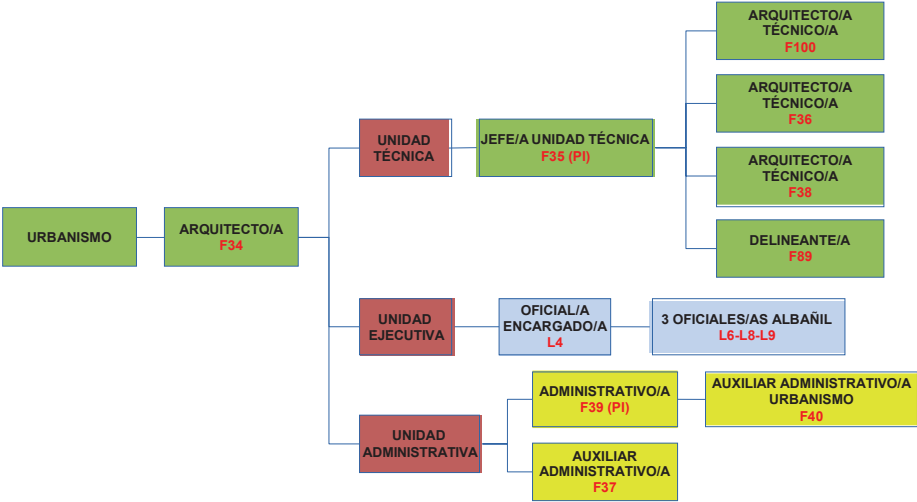 URBANISMO
ARQUITECTO/A
F34
UNIDAD
TÉCNICA
JEFE/A UNIDAD TÉCNICA
F35 (PI)
ARQUITECTO/A
TÉCNICO/A
F100
ARQUITECTO/A
TÉCNICO/A
F36
ARQUITECTO/A
TÉCNICO/A
F38
DELINEANTE/A
F89
UNIDAD
EJECUTIVA
OFICIAL/A
ENCARGADO/A
L4
3 OFICIALES/AS ALBAÑIL
L6-L8-L9
UNIDAD
ADMINISTRATIVA
ADMINISTRATIVO/A
F39 (PI)
AUXILIAR ADMINISTRATIVO/A
URBANISMO
F40
AUXILIAR
ADMINISTRATIVO/A
F37